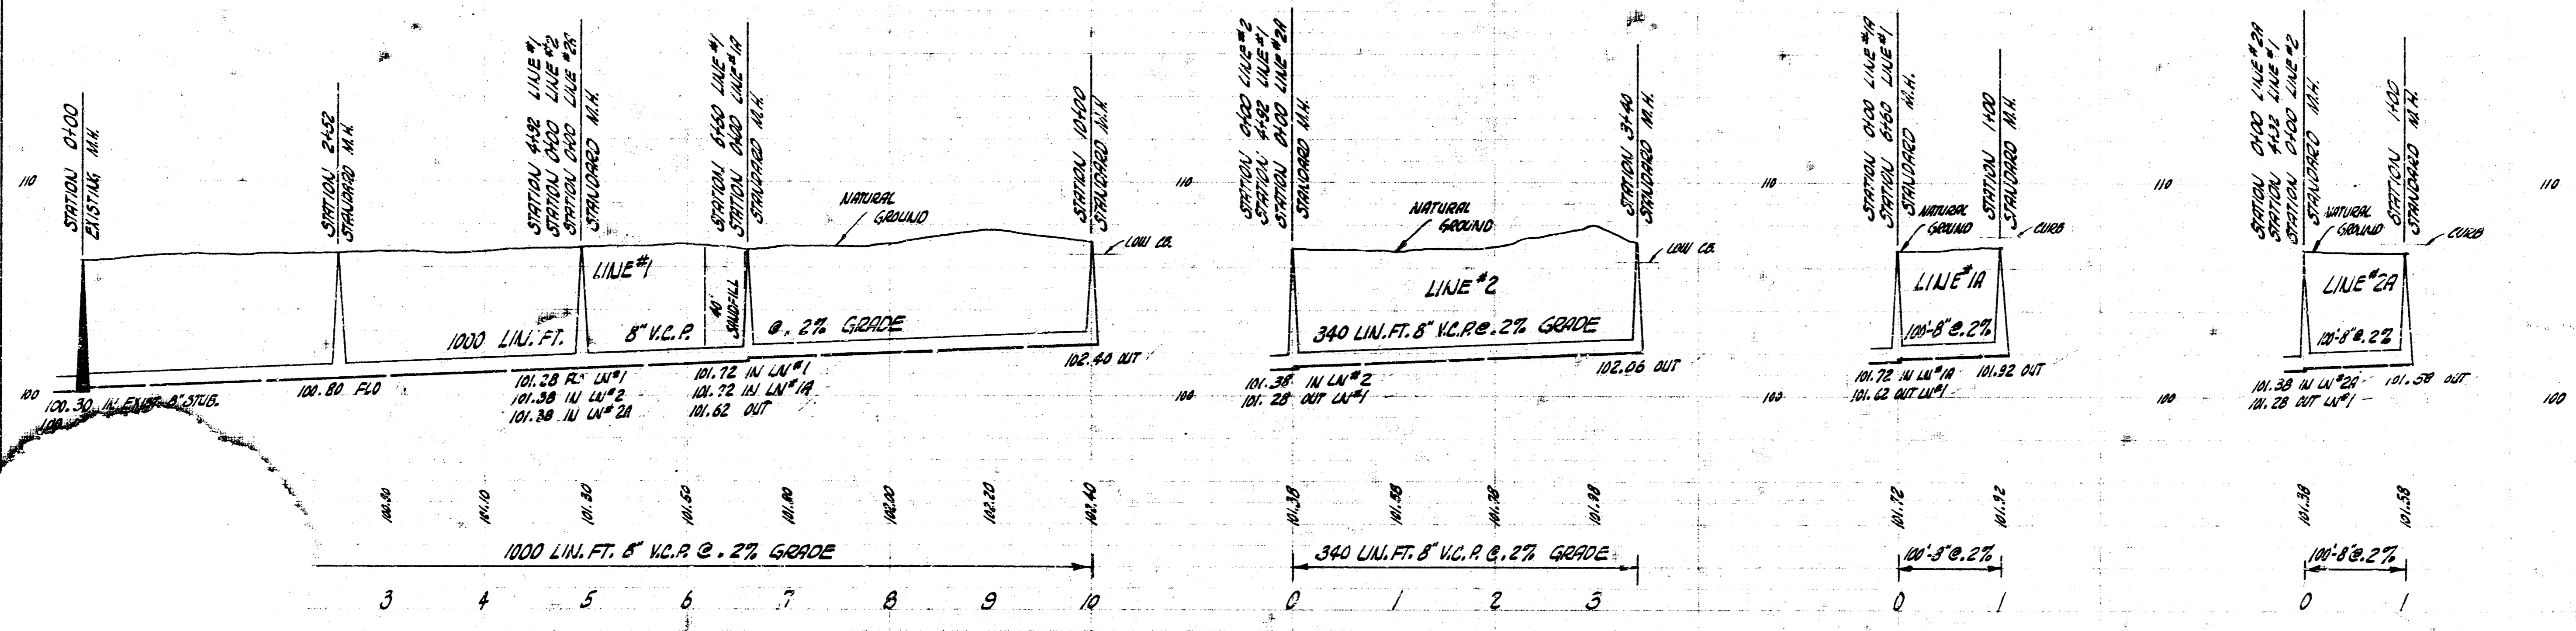 STATION 0+00
EXISTING M.H.
STATION 2+52
STANDARD M.H.
STATION 4+92 LINE #1
STATION 0+00 LINE #2
STATION 0+00 LINE #2A
STANDARD M.H.
STATION 6+60 LINE #1
STATION 0+00 LINE #1A
STANDARD M.H.
STATION 10+00
STANDARD M.H.
110
NATURAL
GROUND
LOW CB.
LINE #1
40'
SANDFILL
1000 LIN. FT.
8" V.C.P.
@ .2% GRADE
100
100.30 IN EXIST. 8" STUB.
100
100.80 FLO
101.28 FLO LN #1
101.38 IN LN #2
101.38 IN LN #2A
101.72 IN LN #1
101.72 IN LN #1A
101.62 OUT
102.40 OUT
100.90
101.10
101.30
101.50
101.80
102.00
102.20
102.40
1000 LIN. FT. 8" V.C.P. @ .2% GRADE
3 4 5 6 7 8 9 10
STATION 0+00 LINE #2
STATION 4+92 LINE #1
STATION 0+00 LINE #2A
STANDARD M.H.
STATION 3+40
STANDARD M.H.
110
NATURAL
GROUND
LOW CB.
LINE #2
340 LIN. FT. 8" V.C.P. @ .2% GRADE
102.06 OUT
100
101.38 IN LN #2
101.28 OUT LN #1
101.38
101.58
101.78
101.98
340 LIN. FT. 8" V.C.P. @ .2% GRADE
0 1 2 3
STATION 0+00 LINE #1A
STATION 6+60 LINE #1
STANDARD M.H.
STATION 1+00
STANDARD M.H.
110
NATURAL
GROUND
CURB
LINE #1A
100'-8" @ .2%
101.72 IN LN #1A
101.62 OUT LN #1
101.92 OUT
100
101.72
101.92
100'-8" @ .2%
0 1
STATION 0+00 LINE #2A
STATION 4+92 LINE #1
STATION 0+00 LINE #2
STANDARD M.H.
STATION 1+00
STANDARD M.H.
110
110
NATURAL
GROUND
CURB
LINE #2A
100'-8" @ .2%
101.38 IN LN #2A
101.28 OUT LN #1
101.58 OUT
100
100
101.38
101.58
100'-8" @ .2%
0 1